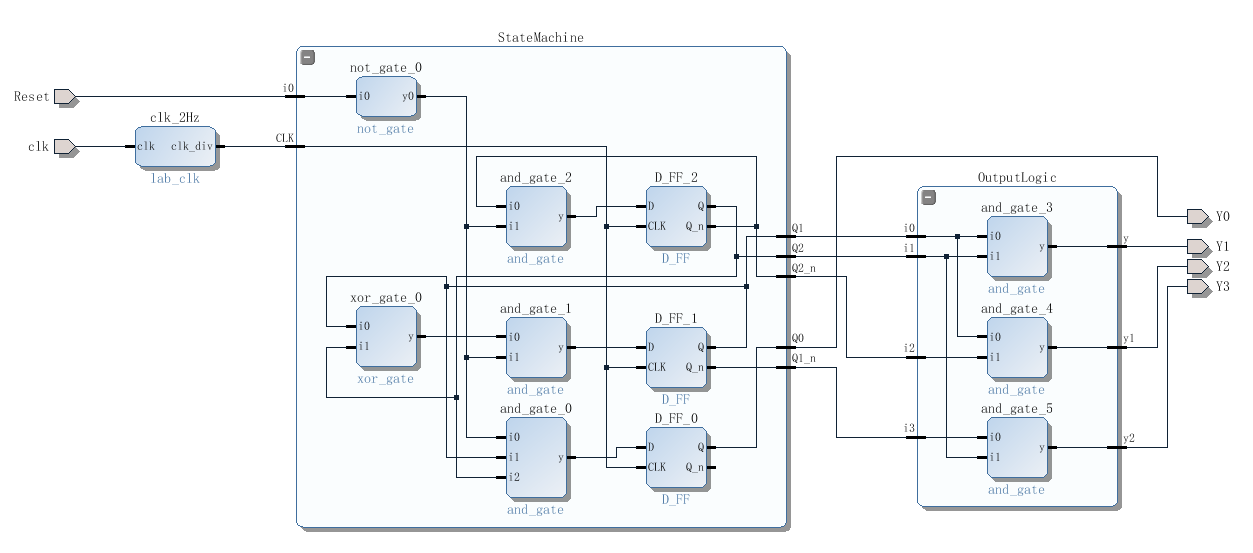 StateMachine
not_gate_0
i0
Reset
i0
y0
clk_2Hz
not_gate
CLK
clk
clk
clk_div
lab_clk
and_gate_2
D_FF_2
OutputLogic
i0
y
D
Q
and_gate_3
Y0
i1
CLK
Q_n
Q1
i0
i0
y
y
Y1
and_gate
D_FF
Q2
i1
i1
Q2_n
Y2
and_gate
Y3
xor_gate_0
and_gate_1
D_FF_1
and_gate_4
i0
y
i0
y
D
Q
Q0
i0
y
y1
i1
i1
CLK
Q_n
Q1_n
i2
i1
xor_gate
and_gate
D_FF
and_gate
and_gate_0
D_FF_0
and_gate_5
i0
D
Q
i3
i0
y
y2
i1
y
CLK
Q_n
i1
i2
and_gate
D_FF
and_gate